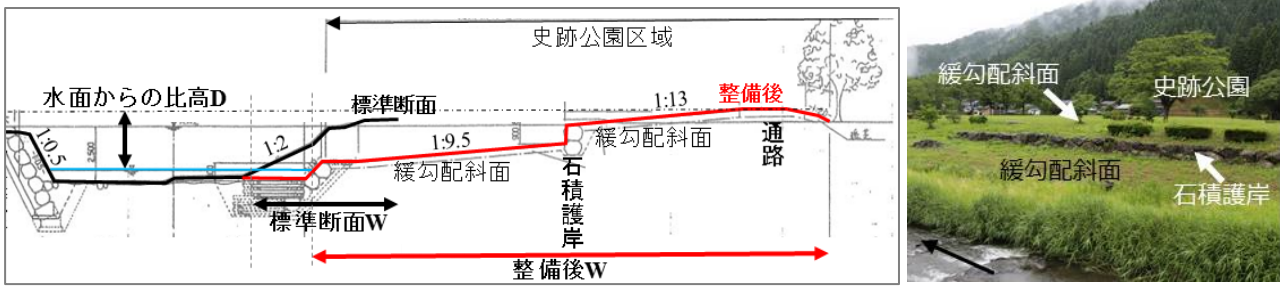 史跡公園区域
水面からの比高D
標準断面
1:13
整備後
1:0.5
2,500
1:2
1:9.5
緩勾配斜面
緩勾配斜面
通路
石積護岸
標準断面W
整備後W
緩勾配斜面
史跡公園
緩勾配斜面
石積護岸